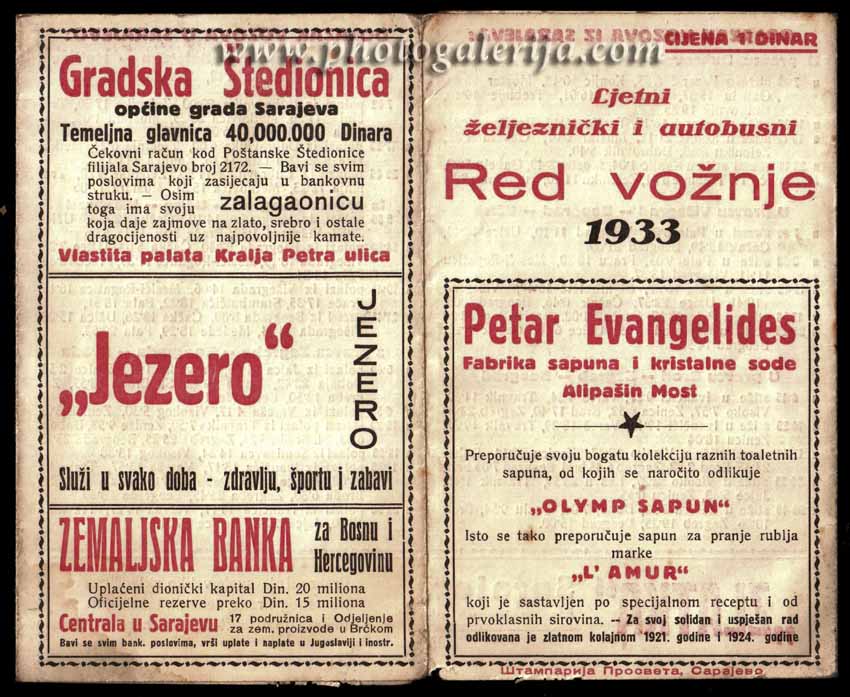 www.photogalerija.com
Gradska Štedionica
općine grada Sarajeva
Temeljna glavnica 40,000.000 Dinara
Čekovni račun kod Poštanske Štedionice
filijala Sarajevo broj 2172. — Bavi se svim
poslovima koji zasijecaju u bankovnu
struku. — Osim
toga ima svoju zalagaonicu
koja daje zajmove na zlato, srebro i ostale
dragocijenosti uz najpovoljnije kamate.
Vlastita palata Kralja Petra ulica
„Jezero“
JEZERO
Služi u svako doba - zdravlju, športu i zabavi
ZEMALJSKA BANKA za Bosnu i
Hercegovinu
Uplaćeni dionički kapital Din. 20 miliona
Oficijelne rezerve preko Din. 15 miliona
Centrala u Sarajevu 17 podružnica i Odjeljenje
za zem. proizvode u Brčkom
Bavi se svim bank. poslovima, vrši uplate i naplate u Jugoslaviji i inostr.
CIJENA 1 DINAR
Ljetni
željeznički i autobusni
Red vožnje
1933
Petar Evangelides
Fabrika sapuna i kristalne sode
Alipašin Most
Preporučuje svoju bogatu kolekciju raznih toaletnih
sapuna, od kojih se naročito odlikuje
„OLYMP SAPUN“
Isto se tako preporučuje sapun za pranje rublja
marke
„L' AMUR“
koji je sastavljen po specijalnom receptu i od
prvoklasnih sirovina. — Za svoj solidan i uspješan rad
odlikovana je zlatnom kolajnom 1921. godine i 1924. godine
Штампарија Просвета, Сарајево